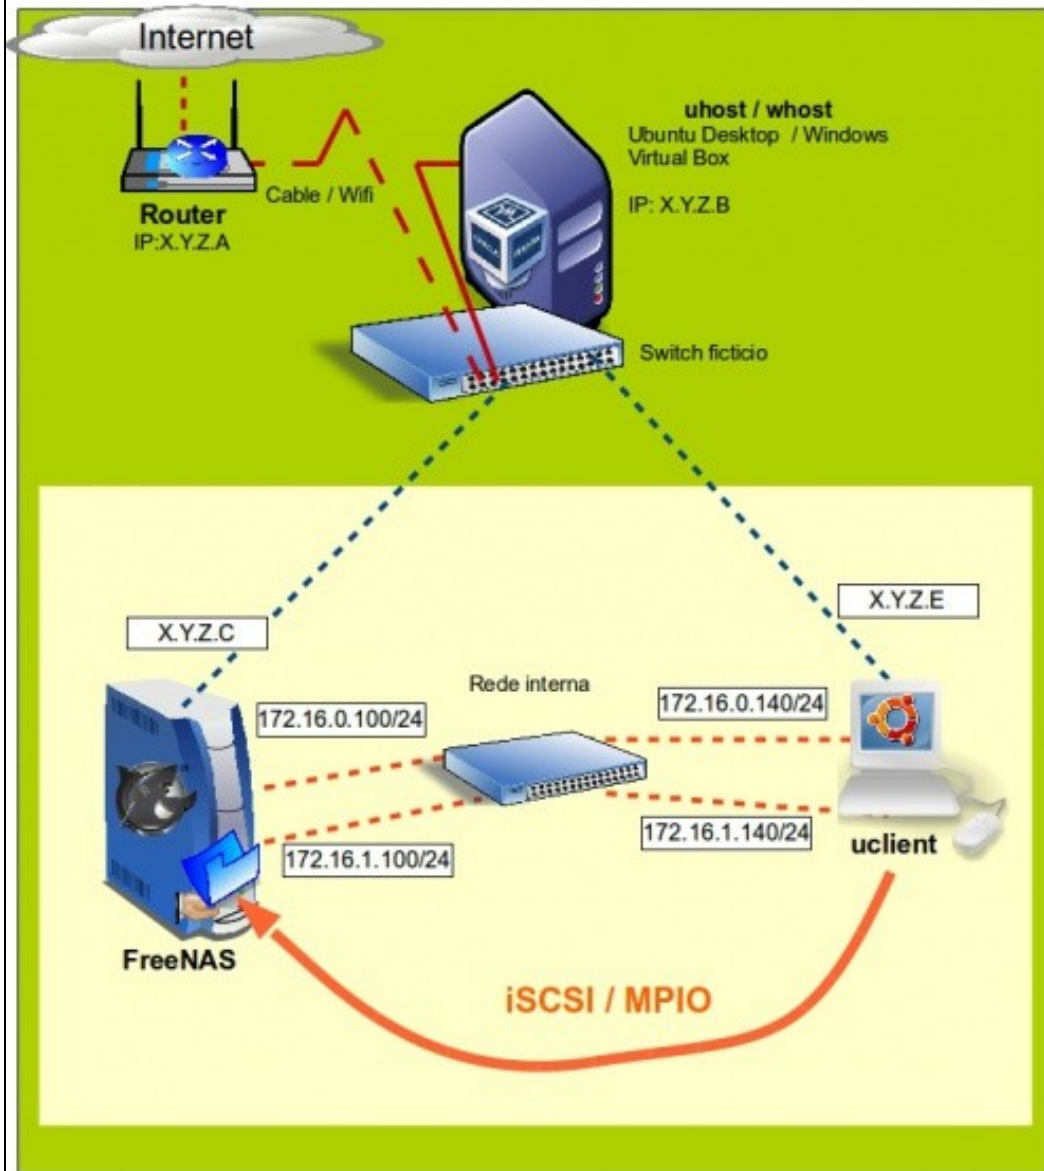 Internet
uhost / whost
Ubuntu Desktop / Windows
Virtual Box
IP: X.Y.Z.B
Cable / Wifi
Router
IP:X.Y.Z.A
Switch ficticio
X.Y.Z.C
X.Y.Z.E
Rede interna
172.16.0.100/24
172.16.0.140/24
172.16.1.100/24
172.16.1.140/24
uclient
FreeNAS
iSCSI / MPIO